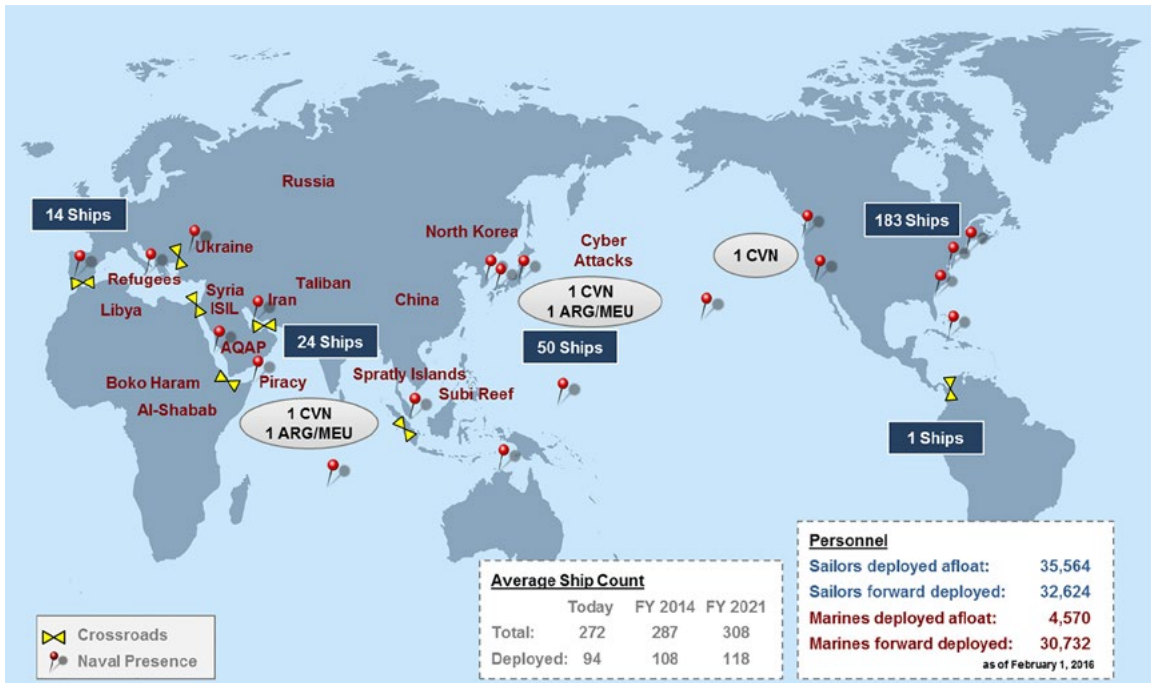 Russia
14 Ships
183 Ships
North Korea
Cyber
Attacks
Ukraine
1 CVN
Refugees
Syria
Taliban
Libya
ISIL
Iran
China
1 CVN
1 ARG/MEU
AQAP
24 Ships
50 Ships
Boko Haram
Piracy
Spratly Islands
Subi Reef
Al-Shabab
1 CVN
1 ARG/MEU
1 Ships
Average Ship Count
Today FY 2014 FY 2021
Total: 272 287 308
Deployed: 94 108 118
Personnel
Sailors deployed afloat: 35,564
Sailors forward deployed: 32,624
Marines deployed afloat: 4,570
Marines forward deployed: 30,732
as of February 1, 2016
Crossroads
Naval Presence